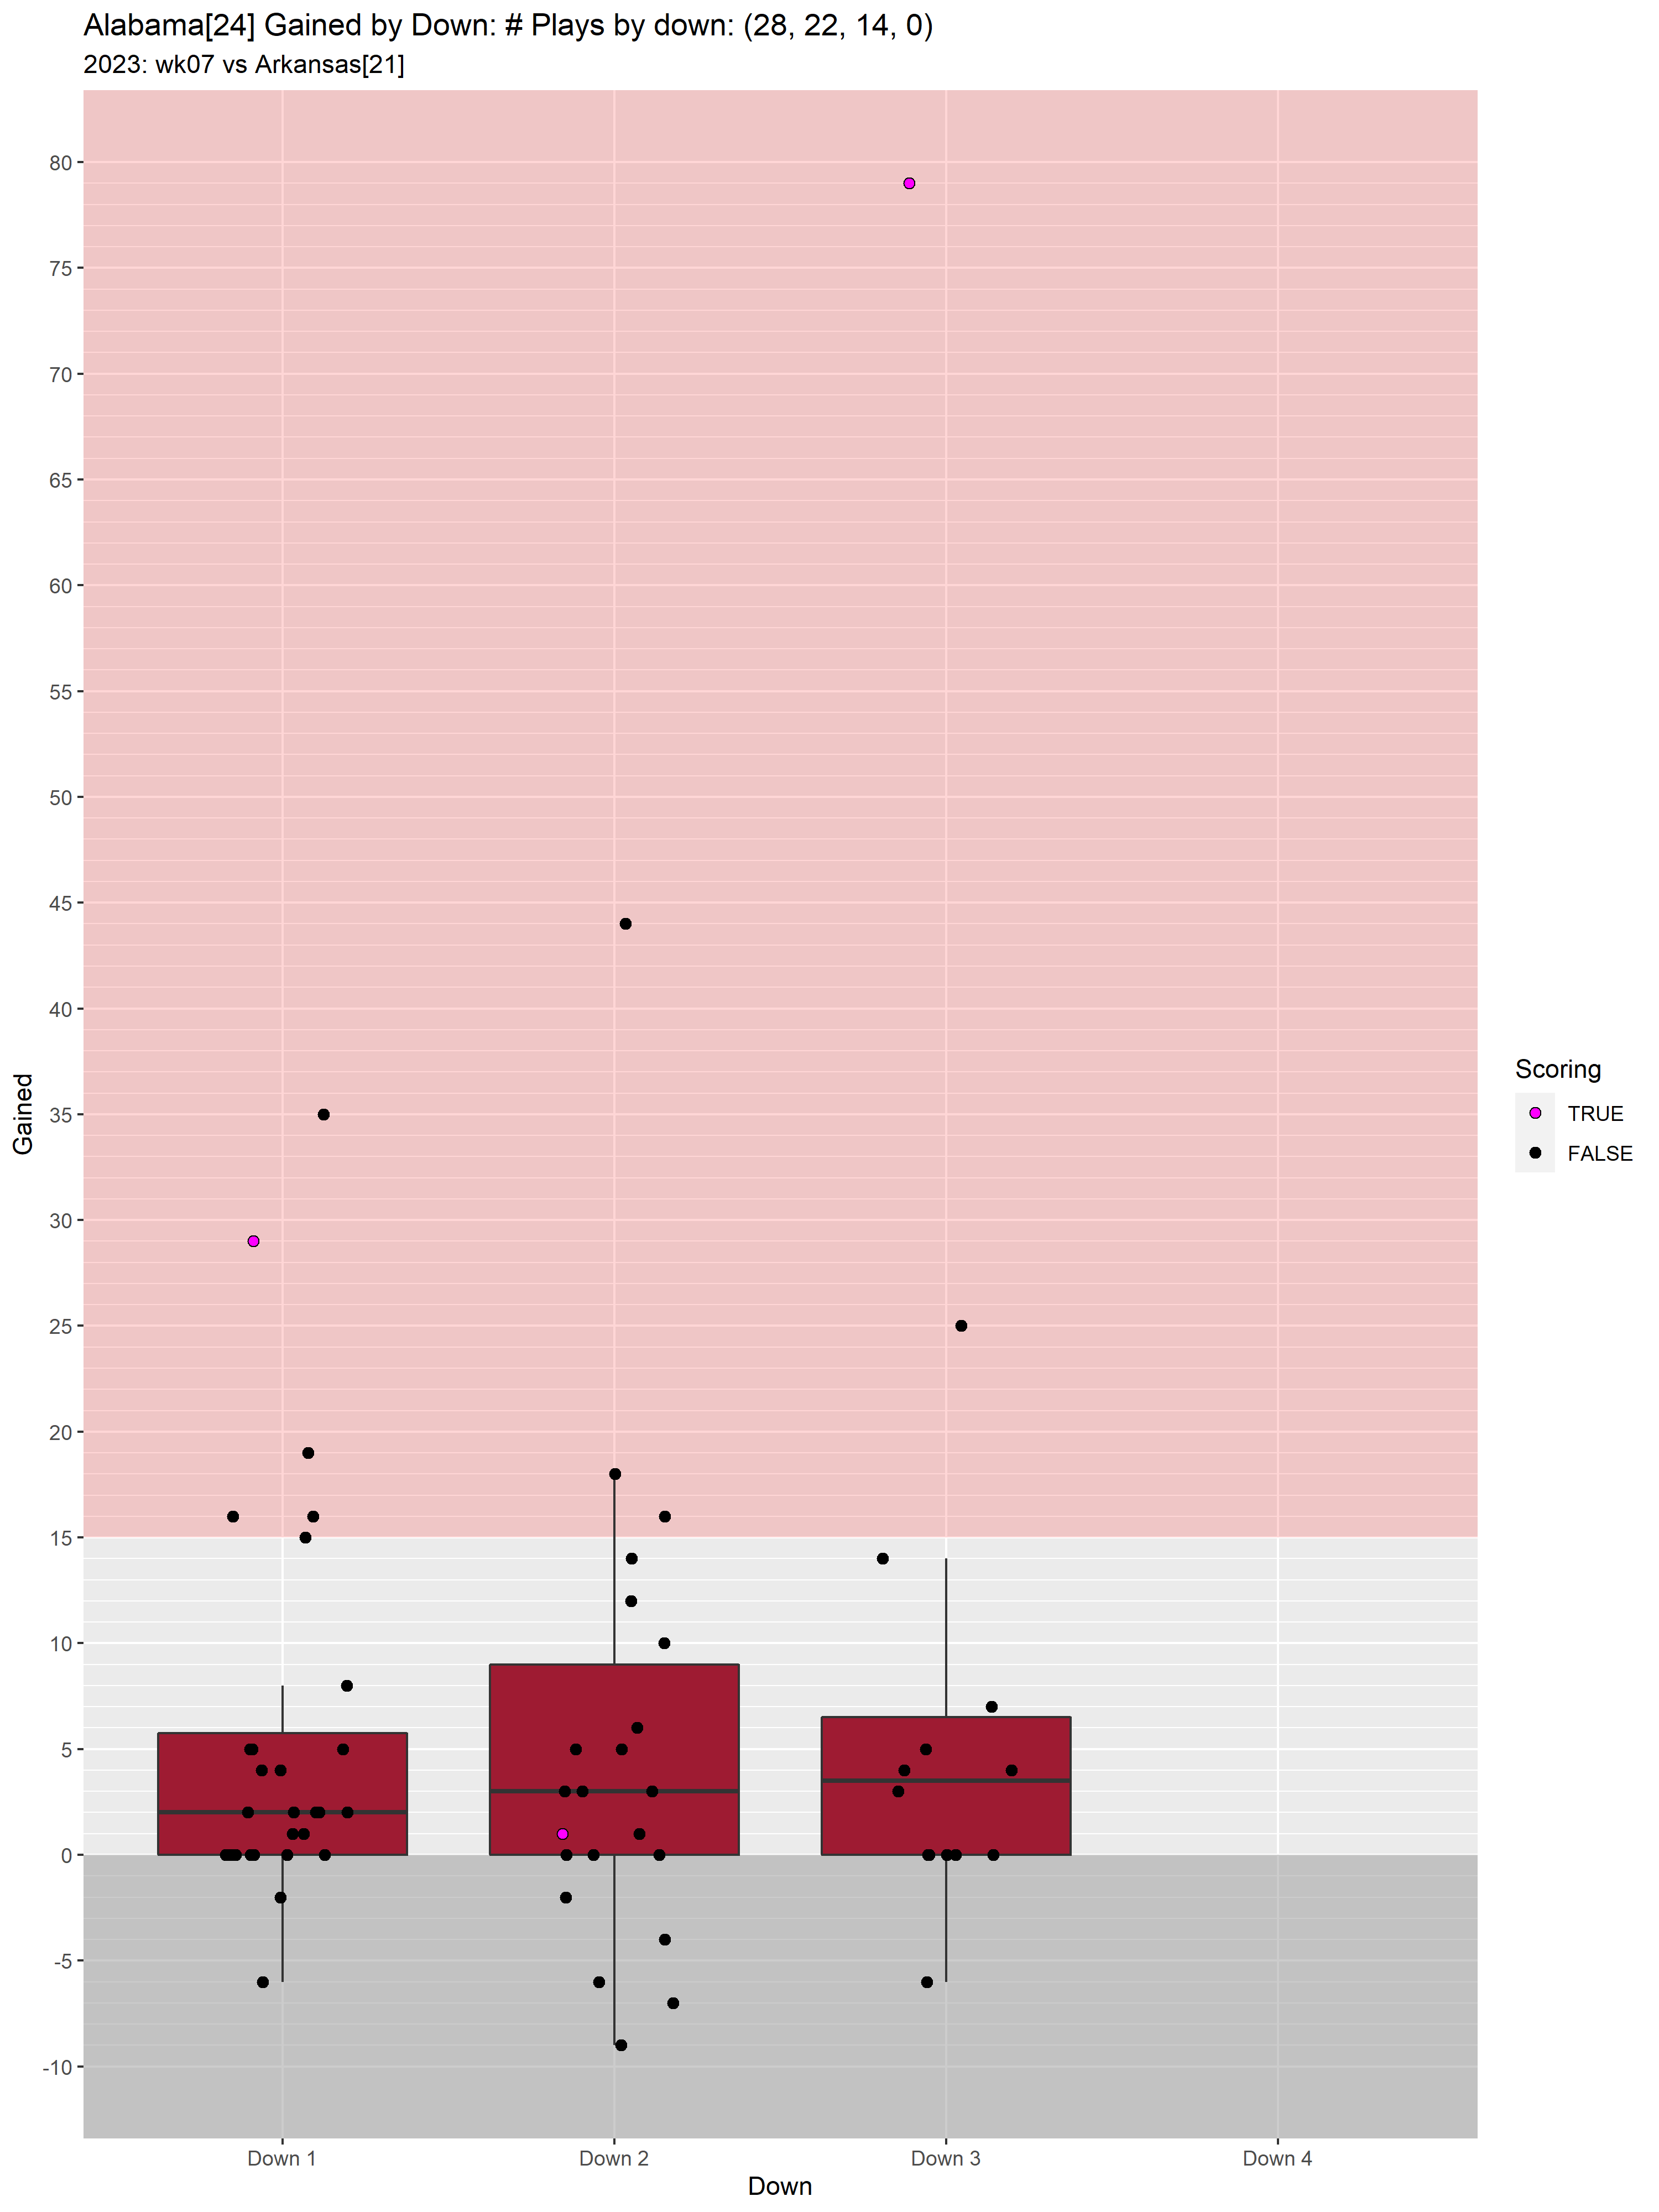 Alabama[24] Gained by Down: # Plays by down: (28, 22, 14, 0)
2023: wk07 vs Arkansas[21]
80
75
70
65
60
55
50
45
40
35
30
25
20
15
10
5
0
-5
-10
Gained
Down 1
Down 2
Down 3
Down 4
Down
Scoring
TRUE
FALSE